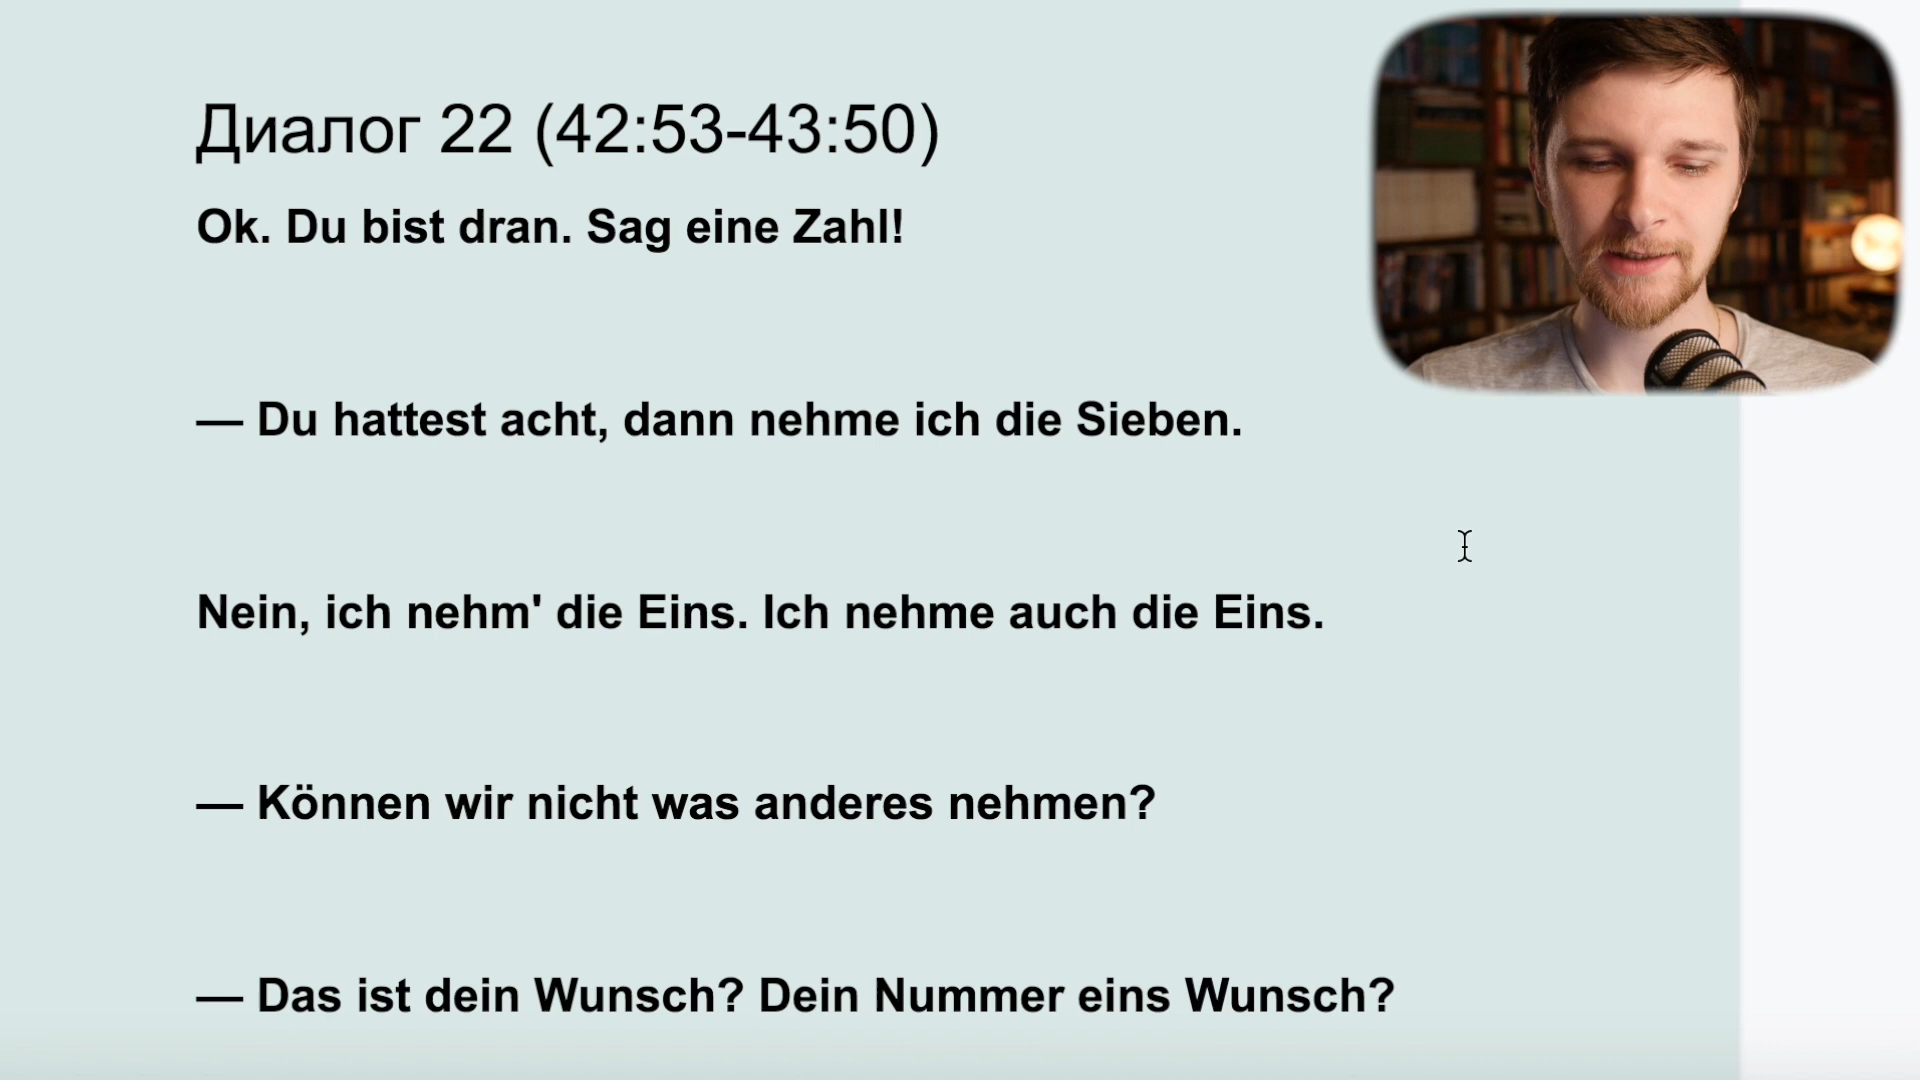 Диалог 22 (42:53-43:50)
Ok. Du bist dran. Sag eine Zahl!
— Du hattest acht, dann nehme ich die Sieben.
Nein, ich nehm' die Eins. Ich nehme auch die Eins.
— Können wir nicht was anderes nehmen?
— Das ist dein Wunsch? Dein Nummer eins Wunsch?